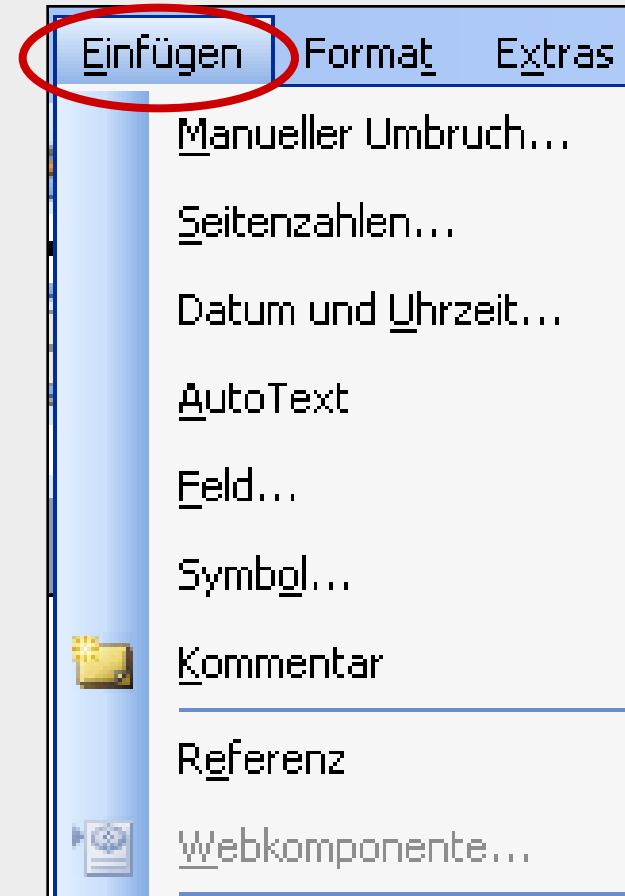 Einfügen Format Extras
Manueller Umbruch...
Seitenzahlen...
Datum und Uhrzeit...
AutoText
Feld...
Symbol...
Kommentar
Referenz
Webkomponente...